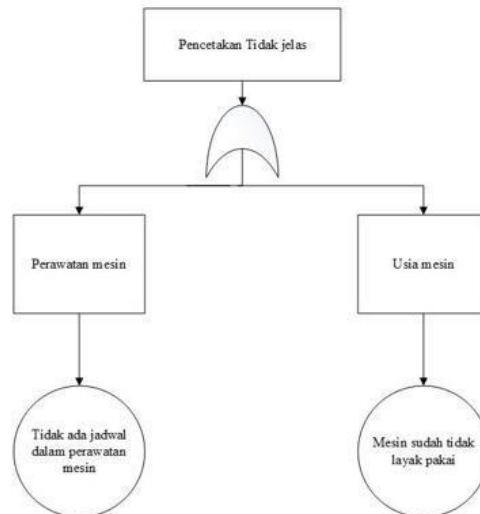 Pencetakan Tidak jelas
Perawatan mesin
Usia mesin
Tidak ada jadwal
dalam perawatan
mesin
Mesin sudah tidak
layak pakai